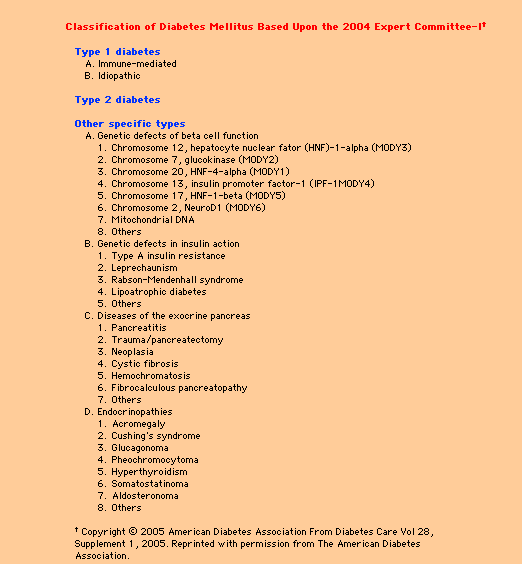 Classification of Diabetes Mellitus Based Upon the 2004 Expert Committee-I†
Type 1 diabetes
A. Immune-mediated
B. Idiopathic
Type 2 diabetes
Other specific types
A. Genetic defects of beta cell function
1. Chromosome 12, hepatocyte nuclear fator (HNF)-1-alpha (MODY3)
2. Chromosome 7, glucokinase (MODY2)
3. Chromosome 20, HNF-4-alpha (MODY1)
4. Chromosome 13, insulin promoter factor-1 (IPF-1MODY4)
5. Chromosome 17, HNF-1-beta (MODY5)
6. Chromosome 2, NeuroD1 (MODY6)
7. Mitochondrial DNA
8. Others
B. Genetic defects in insulin action
1. Type A insulin resistance
2. Leprechaunism
3. Rabson-Mendenhall syndrome
4. Lipoatrophic diabetes
5. Others
C. Diseases of the exocrine pancreas
1. Pancreatitis
2. Trauma/pancreatectomy
3. Neoplasia
4. Cystic fibrosis
5. Hemochromatosis
6. Fibrocalculous pancreatopathy
7. Others
D. Endocrinopathies
1. Acromegaly
2. Cushing's syndrome
3. Glucagonoma
4. Pheochromocytoma
5. Hyperthyroidism
6. Somatostatinoma
7. Aldosteronoma
8. Others
† Copyright © 2005 American Diabetes Association From Diabetes Care Vol 28,
Supplement 1, 2005. Reprinted with permission from The American Diabetes
Association.